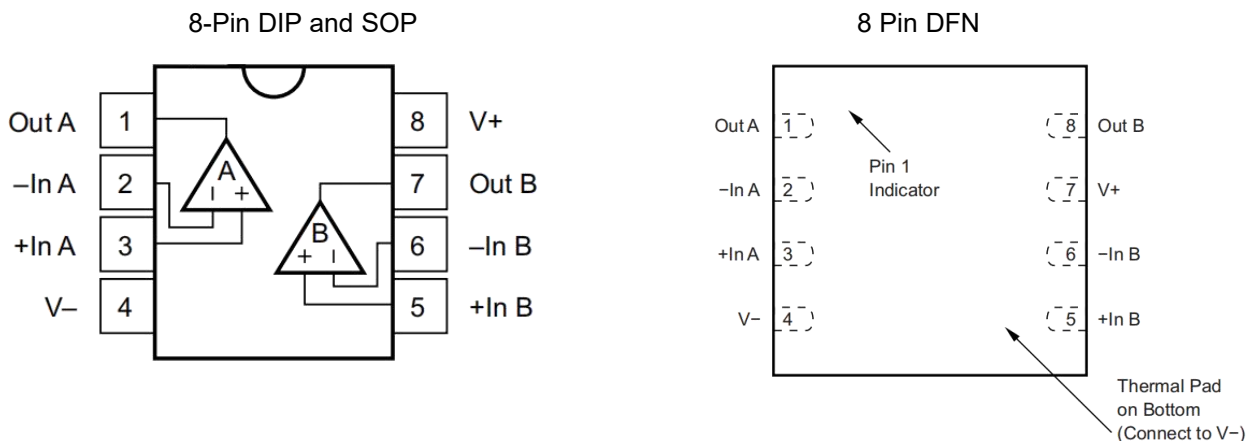 8-Pin DIP and SOP
Out A 1 8 V+
–In A 2 7 Out B
+In A 3 6 –In B
V– 4 5 +In B
A
– +
B
+ –
8 Pin DFN
Out A 1 8 Out B
−In A 2 7 V+
+In A 3 6 −In B
V− 4 5 +In B
Pin 1
Indicator
Thermal Pad
on Bottom
(Connect to V−)